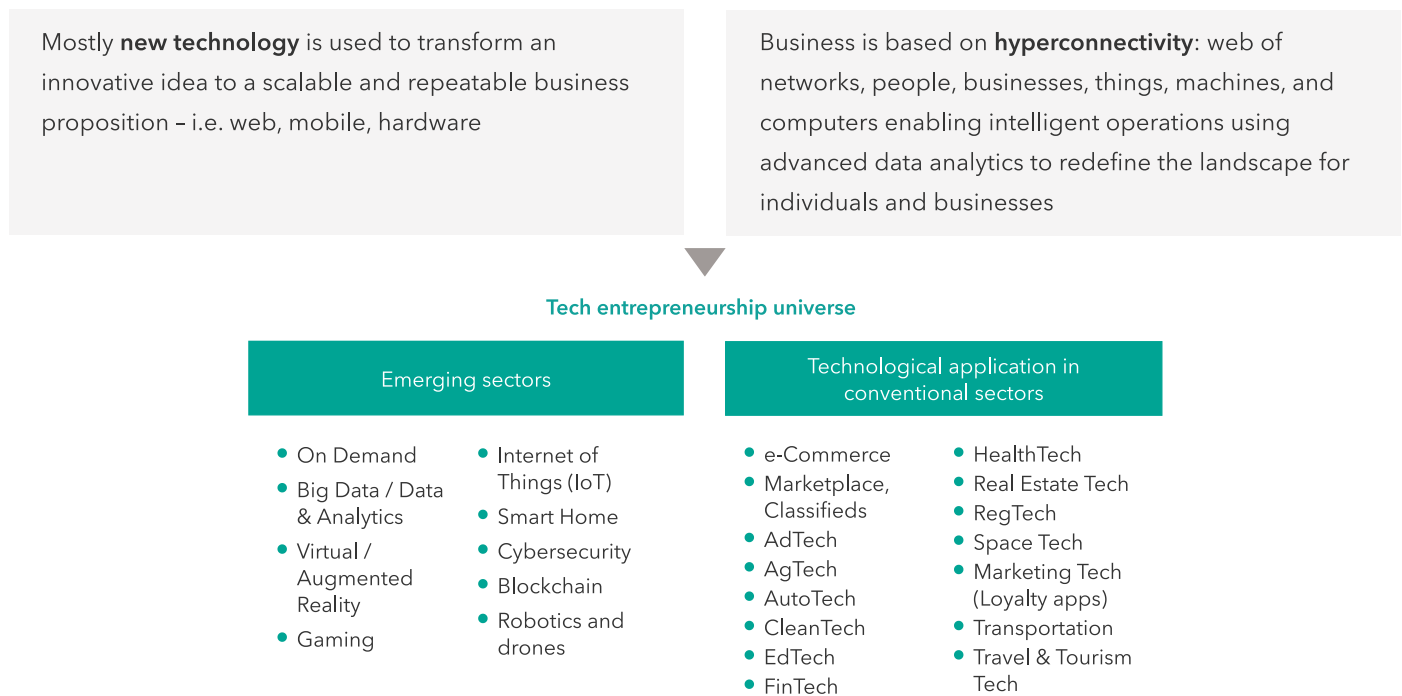 Mostly new technology is used to transform an
innovative idea to a scalable and repeatable business
proposition – i.e. web, mobile, hardware
Business is based on hyperconnectivity: web of
networks, people, businesses, things, machines, and
computers enabling intelligent operations using
advanced data analytics to redefine the landscape for
individuals and businesses
Tech entrepreneurship universe
Emerging sectors
• On Demand
• Big Data / Data
& Analytics
• Virtual /
Augmented
Reality
• Gaming
• Internet of
Things (IoT)
• Smart Home
• Cybersecurity
• Blockchain
• Robotics and
drones
Technological application in
conventional sectors
• e-Commerce
• Marketplace,
Classifieds
• AdTech
• AgTech
• AutoTech
• CleanTech
• EdTech
• FinTech
• HealthTech
• Real Estate Tech
• RegTech
• Space Tech
• Marketing Tech
(Loyalty apps)
• Transportation
• Travel & Tourism
Tech